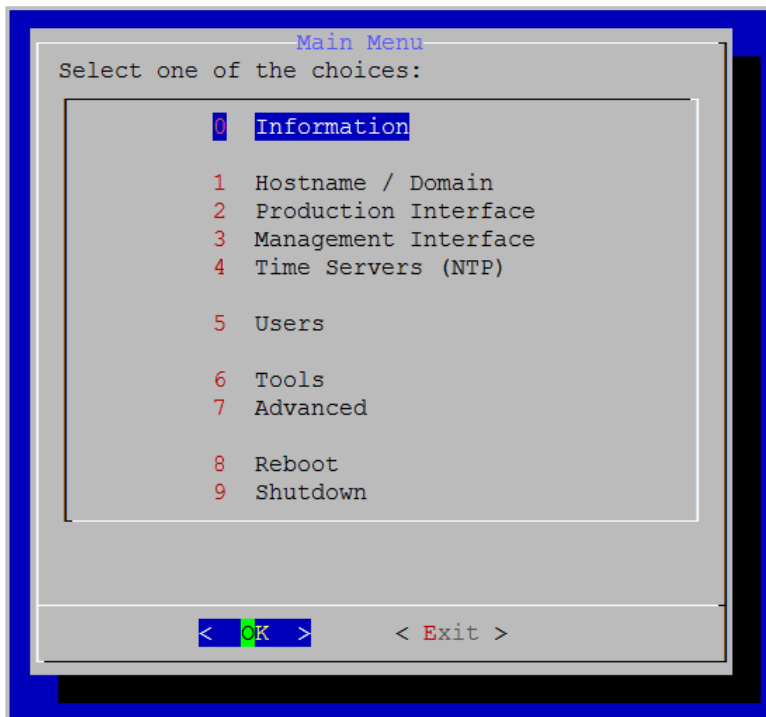 Main Menu
Select one of the choices:
0 Information
1 Hostname / Domain
2 Production Interface
3 Management Interface
4 Time Servers (NTP)
5 Users
6 Tools
7 Advanced
8 Reboot
9 Shutdown
< OK > < Exit >